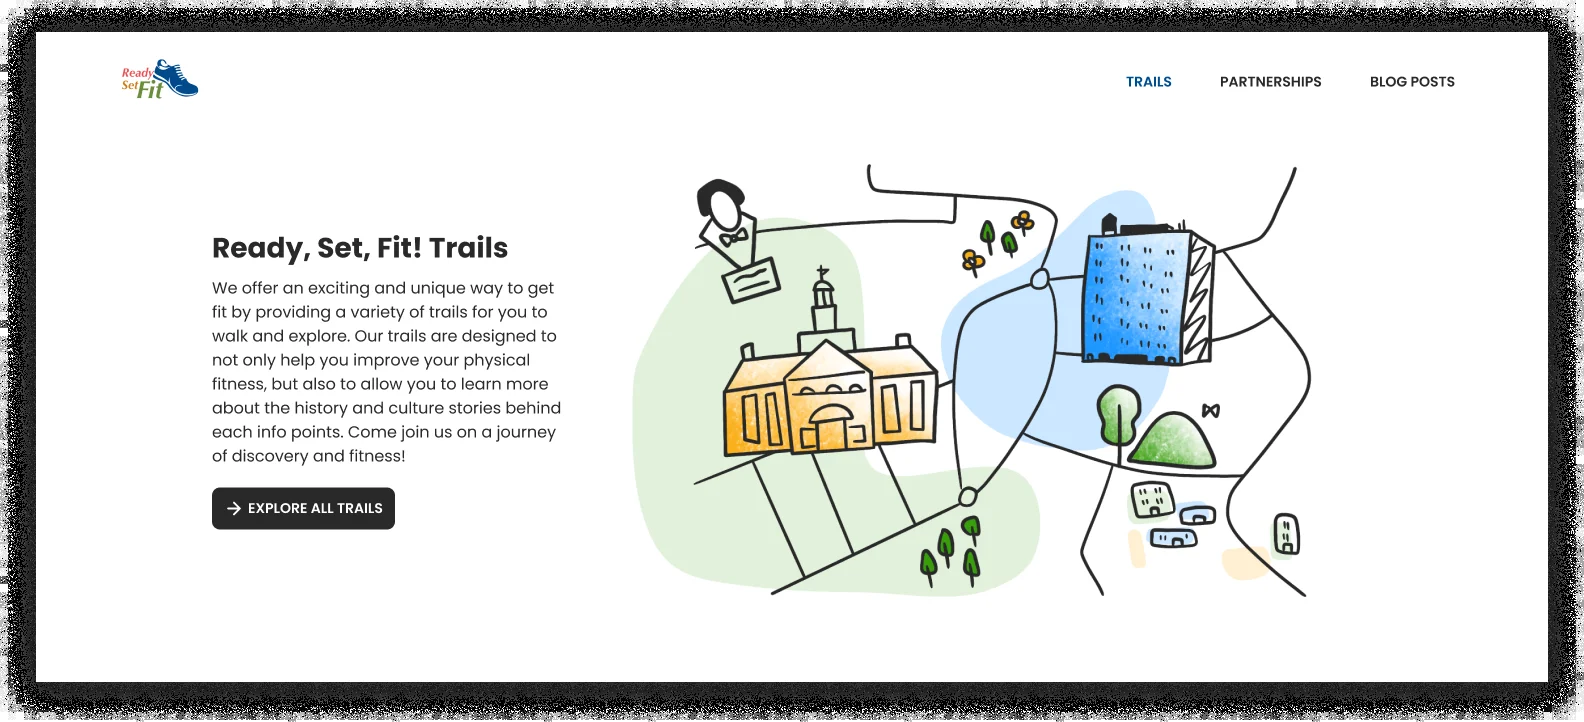 Ready
Set Fit
TRAILS
PARTNERSHIPS
BLOG POSTS
Ready, Set, Fit! Trails
We offer an exciting and unique way to get
fit by providing a variety of trails for you to
walk and explore. Our trails are designed to
not only help you improve your physical
fitness, but also to allow you to learn more
about the history and culture stories behind
each info points. Come join us on a journey
of discovery and fitness!
EXPLORE ALL TRAILS